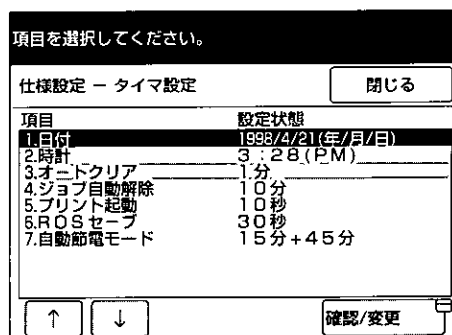 項目を選択してください。
仕様設定 － タイマ設定 閉じる
項目 設定状態
1.日付 1998/4/21(年/月/日)
2.時計 3：28(PM)
3.オートクリア 1分
4.ジョブ自動解除 10分
5.プリント起動 10秒
6.ROSセーブ 30秒
7.自動節電モード 15分+45分
↑ ↓ 確認/変更